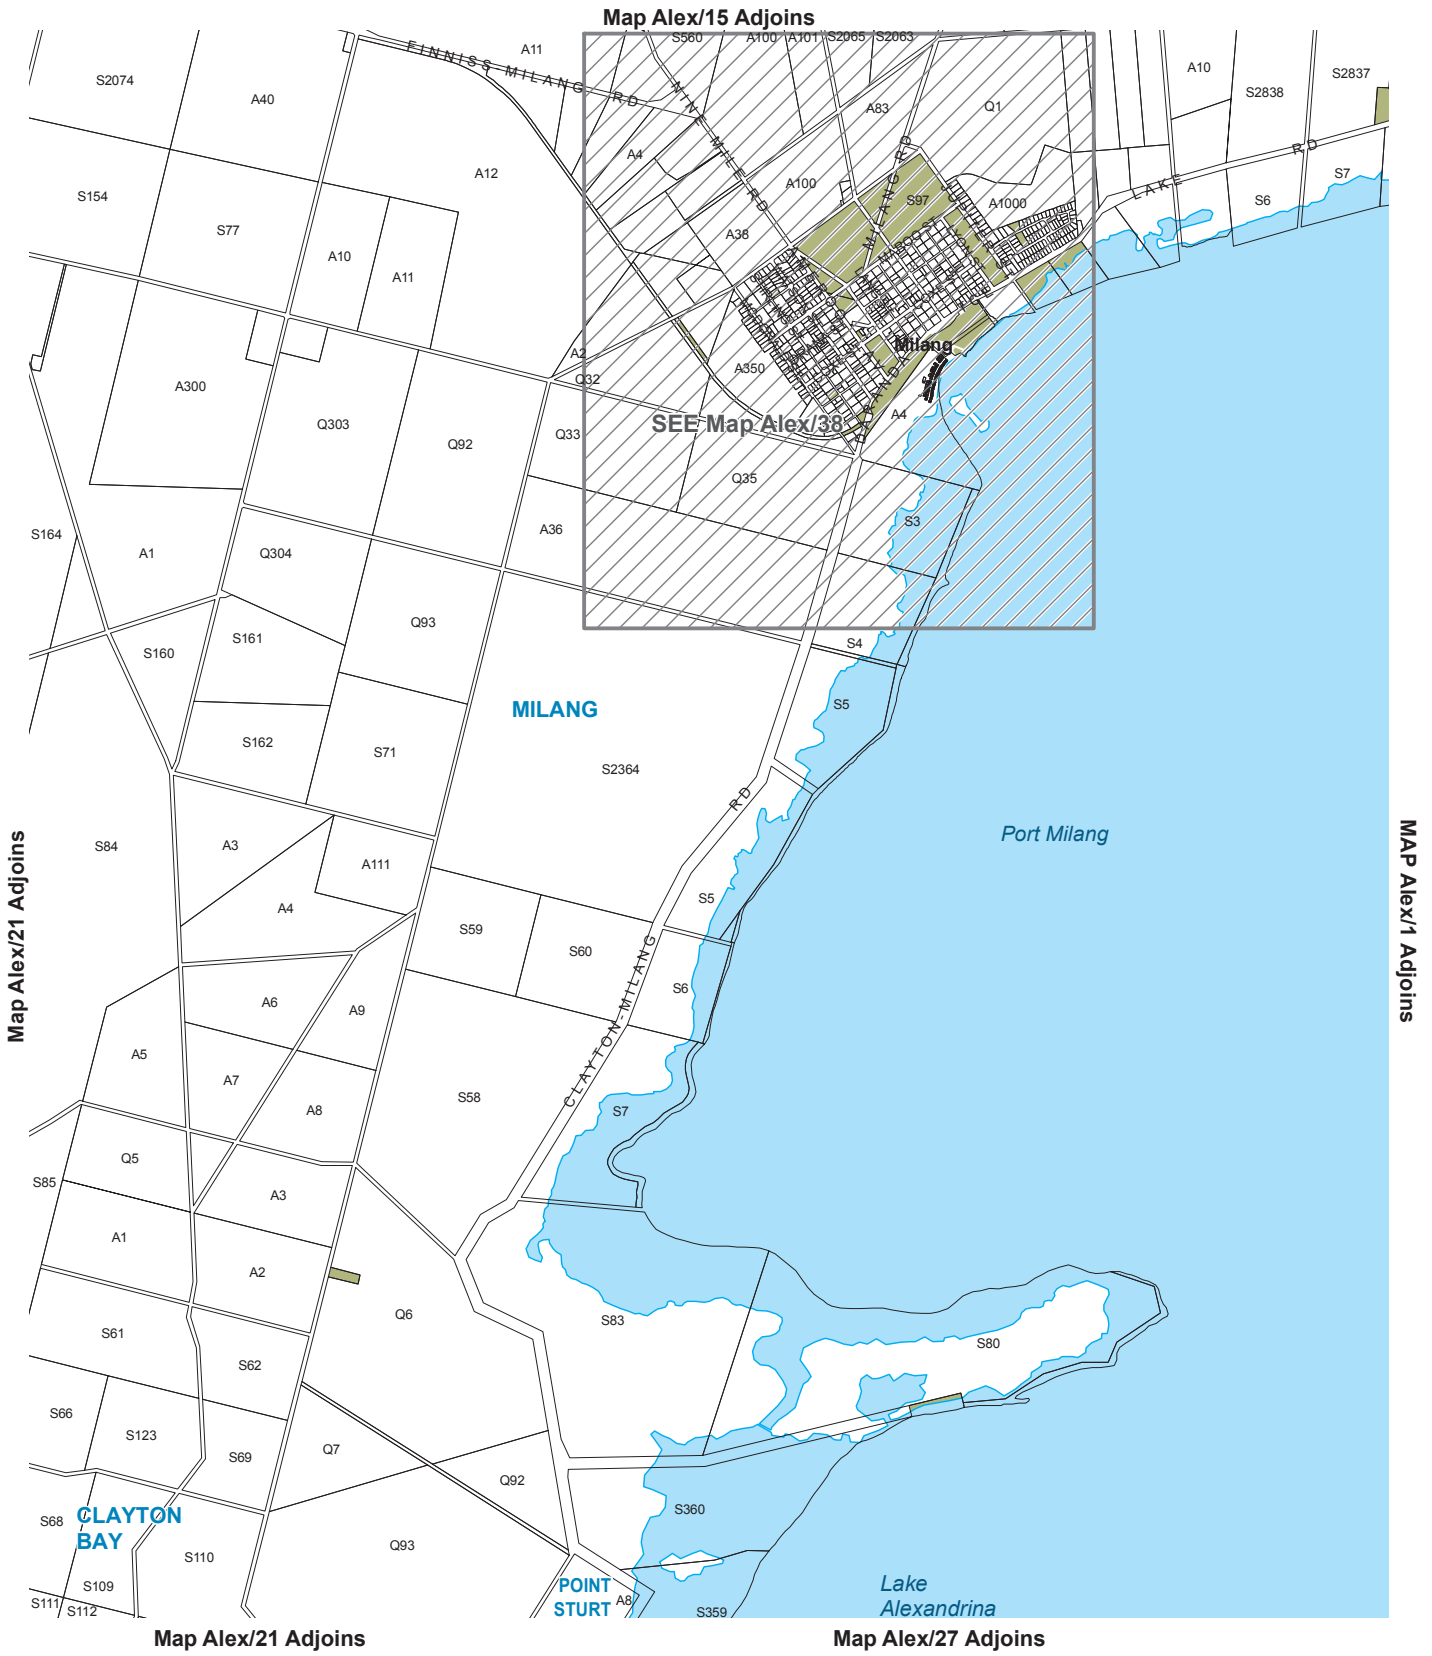 Map Alex/15 Adjoins
A11
S560
A100
A101
S2065
S2063
FINNISS MILANG RD
S2074
A40
A10
S2838
S2837
A83
Q1
NINE MILE RD
A12
A4
A100
MILANG RD
S97
A1000
LAKE RD
S7
S6
S154
S77
A10
A11
A38
A300
A2
Q32
A350
Milang
Q303
Q92
Q33
SEE Map Alex/38
A4
DARANDA
Q35
S164
A1
Q304
A36
S3
Q93
S161
S160
S4
MILANG
S5
S162
S71
S2364
RD
Port Milang
S84
A3
A111
A4
S5
S59
S60
CLAYTON-MILANG
S6
Map Alex/21 Adjoins
MAP Alex/1 Adjoins
A6
A9
A5
A7
A8
S58
S7
Q5
S85
A3
A1
A2
Q6
S83
S61
S62
S80
S66
S123
S69
Q7
Q92
S68
CLAYTON
BAY
S360
S110
Q93
S109
POINT
STURT
A8
Lake
Alexandrina
S111
S112
S359
Map Alex/21 Adjoins
Map Alex/27 Adjoins